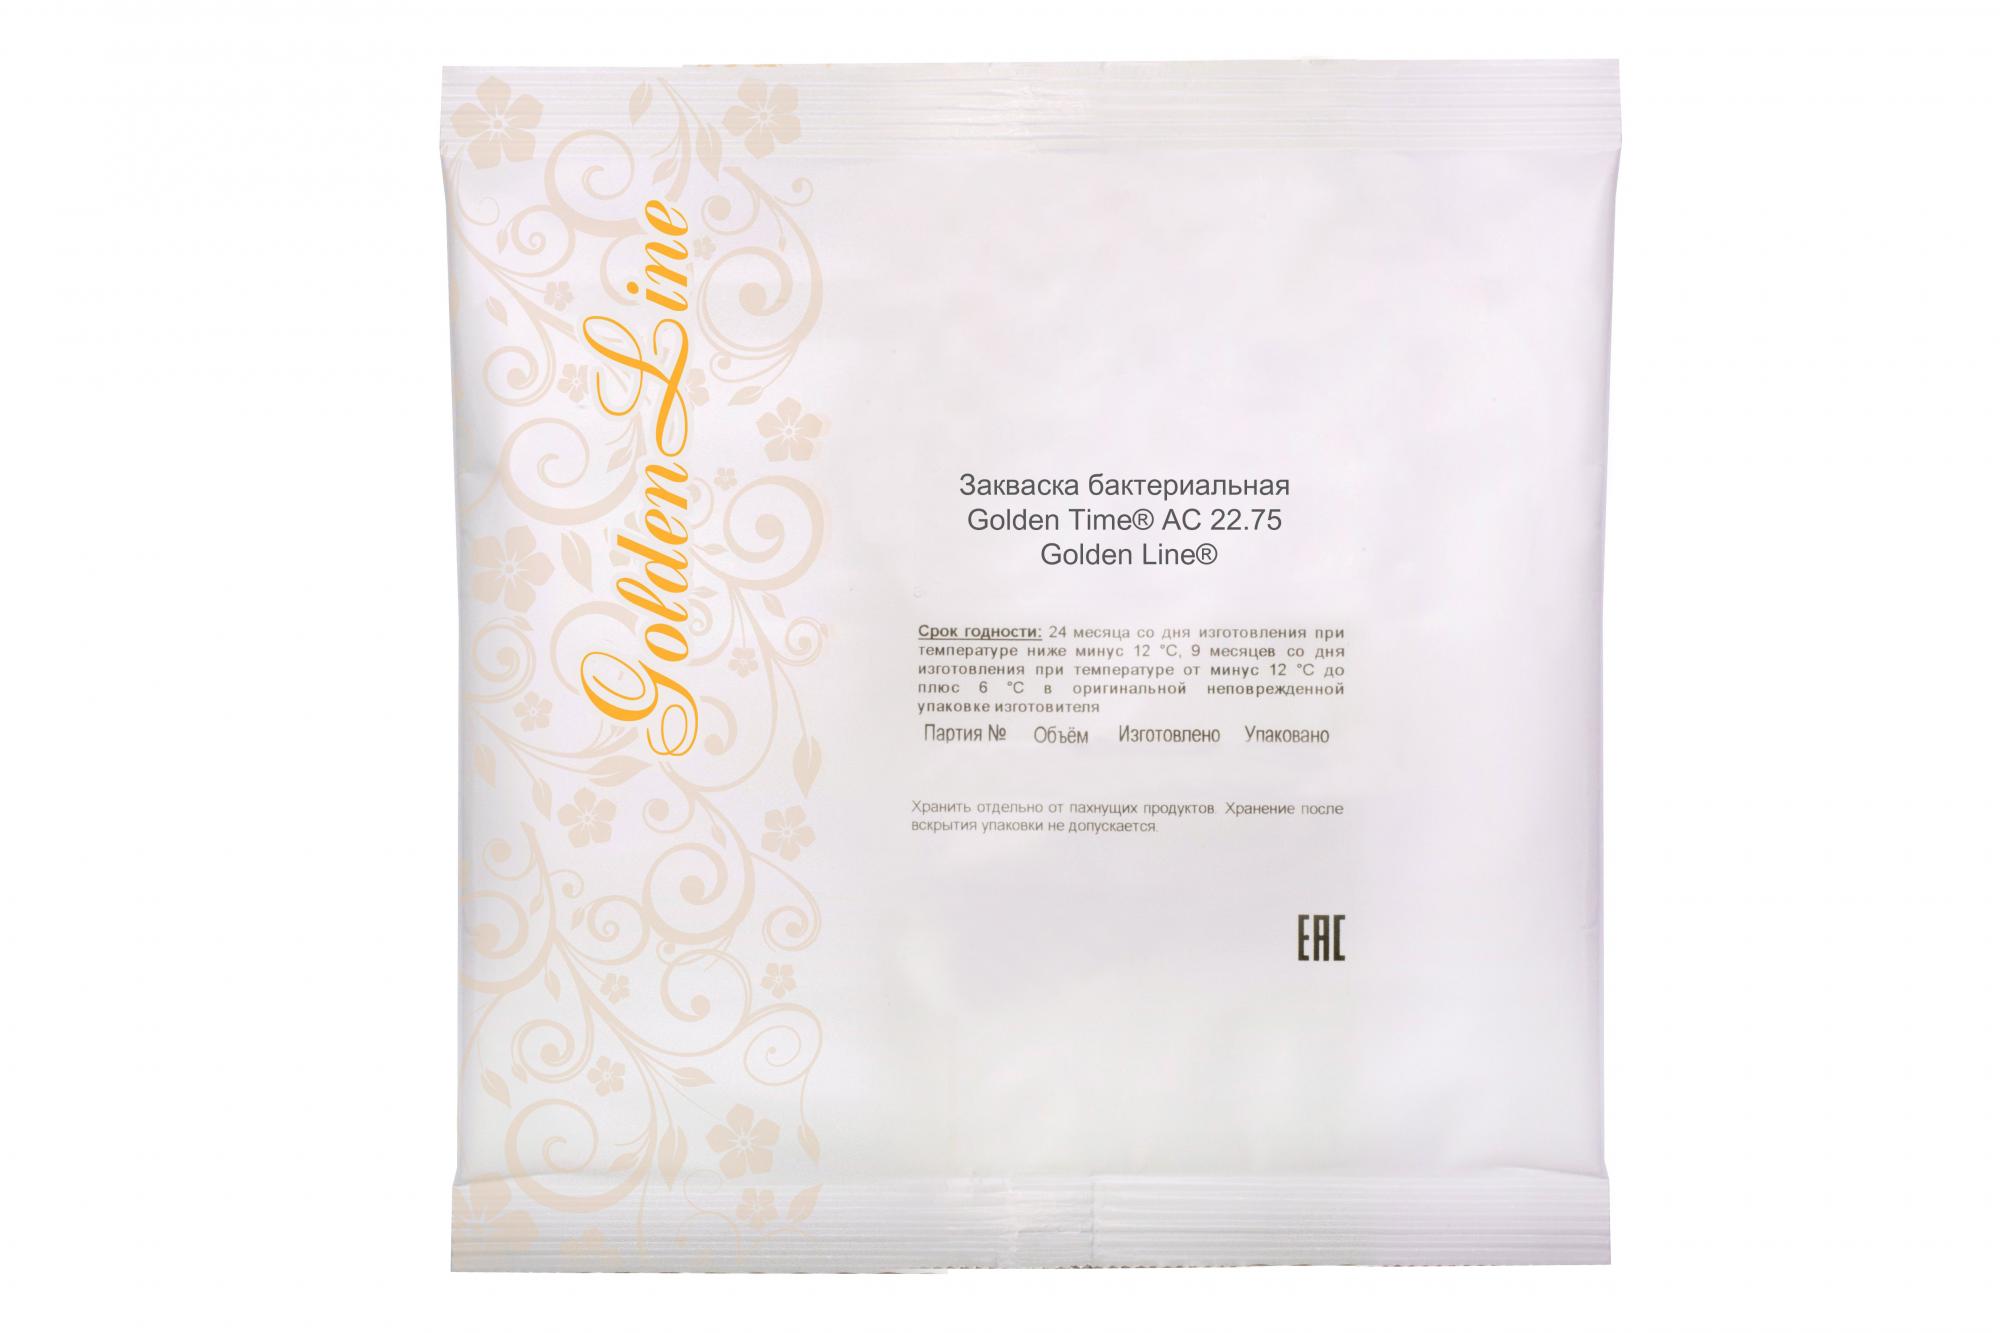 Golden Line
Закваска бактериальная
Golden Time® AC 22.75
Golden Line®
Срок годности: 24 месяца со дня изготовления при
температуре ниже минус 12 °С, 9 месяцев со дня
изготовления при температуре от минус 12 °С до
плюс 6 °С в оригинальной неповрежденной
упаковке изготовителя
Партия № Объём Изготовлено Упаковано
Хранить отдельно от пахнущих продуктов. Хранение после
вскрытия упаковки не допускается.
EAC